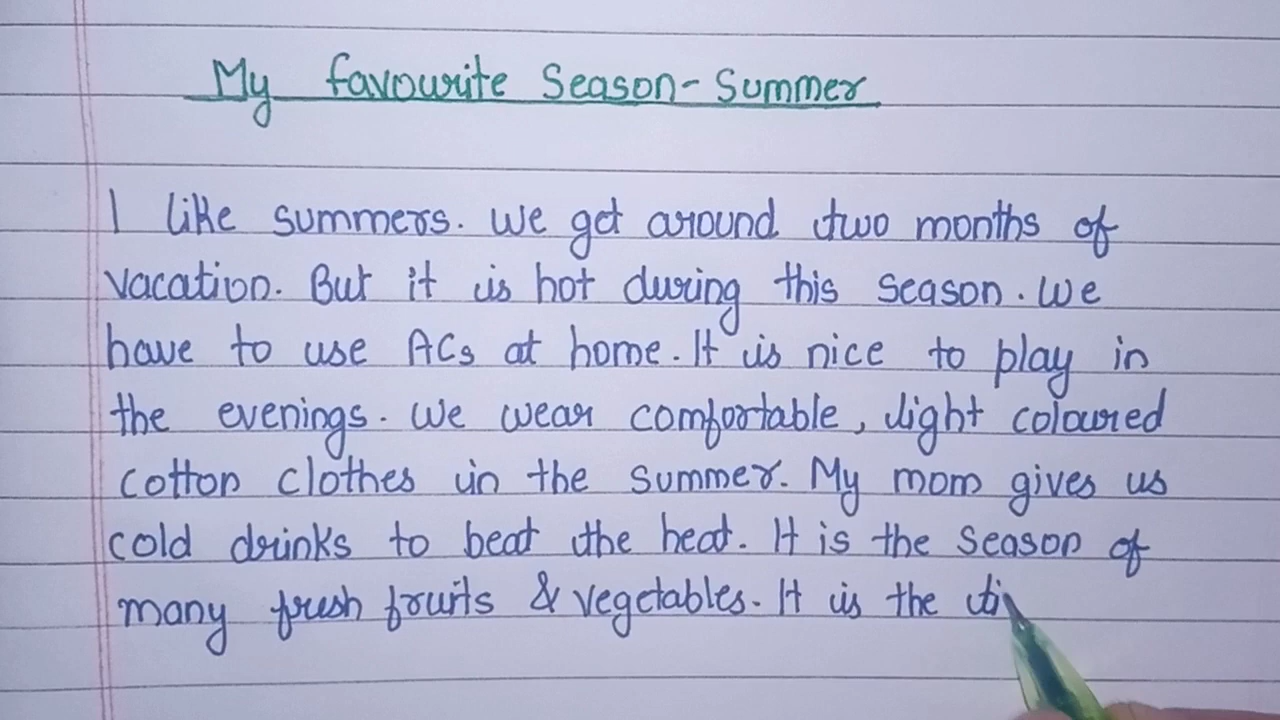 My favourite Season-Summer
I like summers. We get around two months of
vacation. But it is hot during this season. We
have to use ACs at home. It is nice to play in
the evenings. We wear comfortable, light coloured
cotton clothes in the summer. My mom gives us
cold drinks to beat the heat. It is the season of
many fresh fruits & vegetables. It is the ti